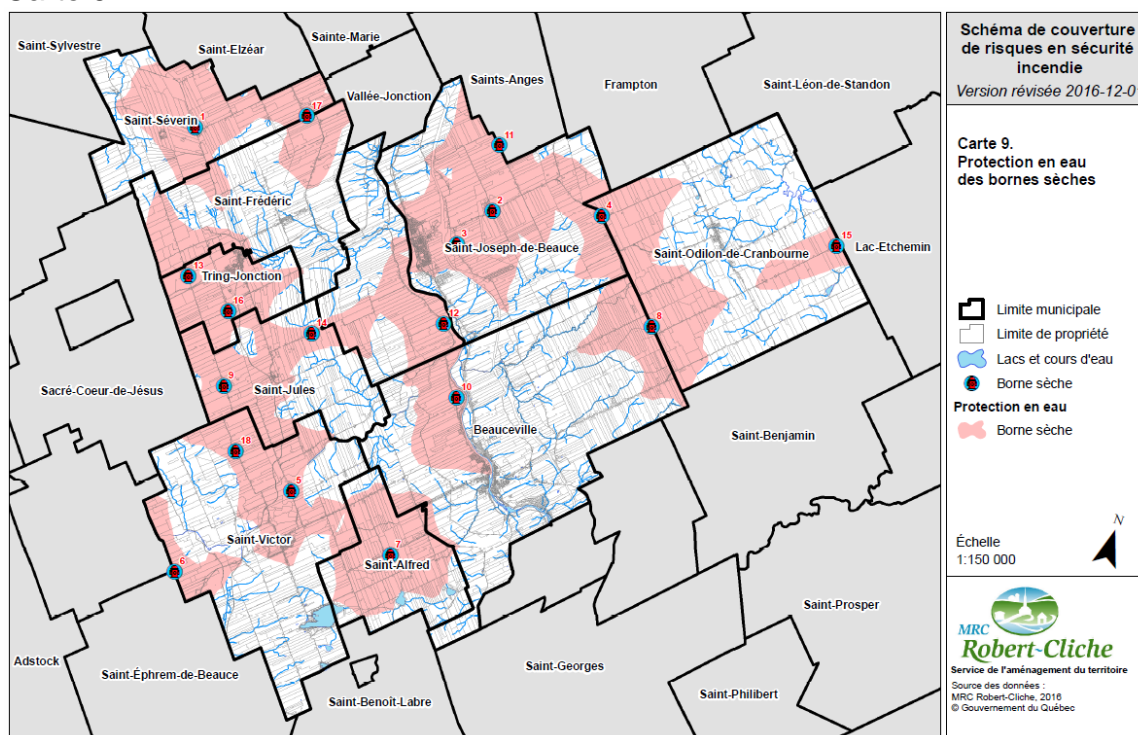 Saint-Sylvestre
Saint-Elzéar
Sainte-Marie
Saints-Anges
Frampton
Saint-Léon-de-Standon
Vallée-Jonction
17
1
Saint-Séverin
11
Saint-Frédéric
2
4
3
Saint-Joseph-de-Beauce
15
Lac-Etchemin
Saint-Odilon-de-Cranbourne
13
Tring-Jonction
16
14
12
8
9
Saint-Jules
Sacré-Coeur-de-Jésus
10
Beauceville
Saint-Benjamin
18
5
Saint-Victor
7
Saint-Alfred
6
Saint-Prosper
Adstock
Saint-Éphrem-de-Beauce
Saint-Georges
Saint-Benoît-Labre
Saint-Philibert
Schéma de couverture
de risques en sécurité
incendie
Version révisée 2016-12-0
Carte 9.
Protection en eau
des bornes sèches
Limite municipale
Limite de propriété
Lacs et cours d'eau
Borne sèche
Protection en eau
Borne sèche
N
Échelle
1:150 000
MRC
Robert-Cliche
Service de l'aménagement du territoire
Source des données :
MRC Robert-Cliche, 2016
© Gouvernement du Québec